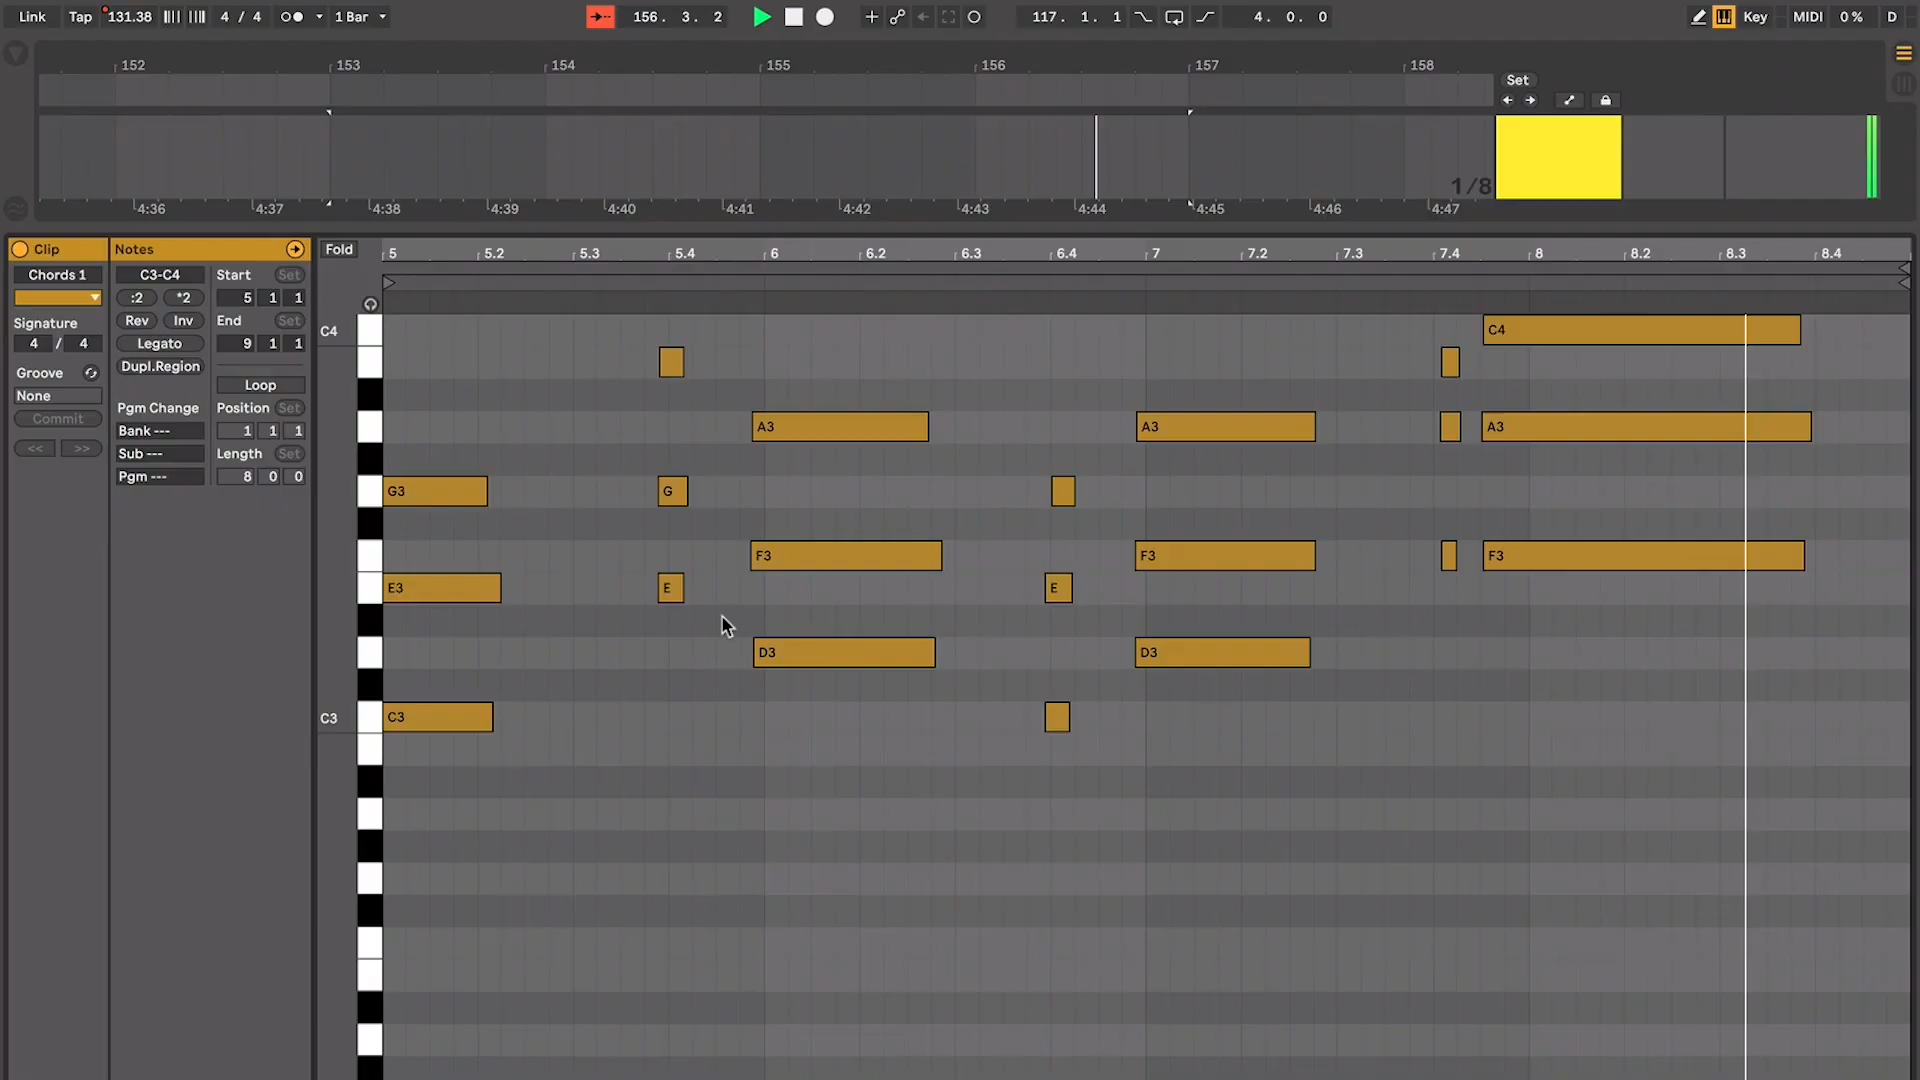 Link Tap 131.38 4 / 4 1 Bar 156. 3. 2 117. 1. 1 4. 0. 0 Key MIDI 0 % D
152 153 154 155 156 157 158
Set
1/8
4:36 4:37 4:38 4:39 4:40 4:41 4:42 4:43 4:44 4:45 4:46 4:47
Clip Notes Fold 5 5.2 5.3 5.4 6 6.2 6.3 6.4 7 7.2 7.3 7.4 8 8.2 8.3 8.4
Chords 1 C3-C4 Start Set
:2 *2 5 1 1
Signature Rev Inv End Set
4 / 4 Legato 9 1 1
Groove Dupl.Region
None Loop
Commit Pgm Change Position Set
Bank --- 1 1 1
<< >> Sub --- Length Set
Pgm --- 8 0 0
C4 C4
A3 A3 A3
G3 G
F3 F3 F3
E3 E E
D3 D3
C3 C3